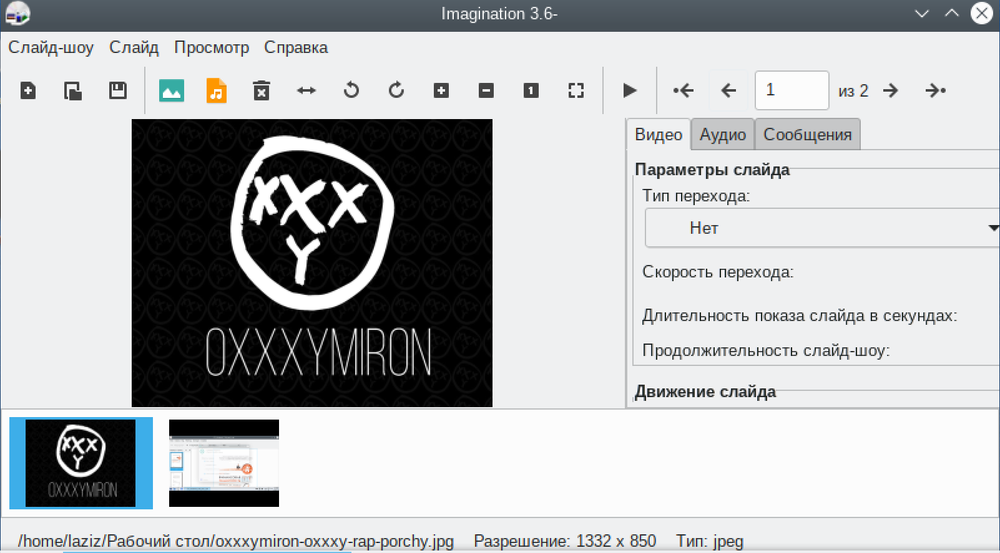 Imagination 3.6-
Слайд-шоу Слайд Просмотр Справка
1 из 2
Видео Аудио Сообщения
Параметры слайда
Тип перехода:
Нет
Скорость перехода:
Длительность показа слайда в секундах:
Продолжительность слайд-шоу:
Движение слайда
XXX
Y
OXXXYMIRON
XXX
Y
OXXXYMIRON
/home/laziz/Рабочий стол/oxxxymiron-oxxxy-rap-porchy.jpg Разрешение: 1332 x 850 Тип: jpeg